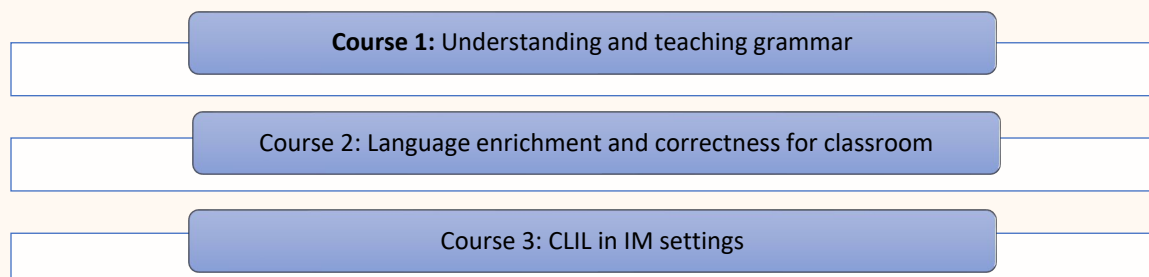 Course 1: Understanding and teaching grammar
Course 2: Language enrichment and correctness for classroom
Course 3: CLIL in IM settings